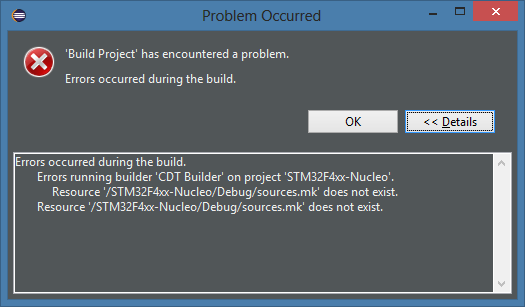 Problem Occurred
'Build Project' has encountered a problem.
Errors occurred during the build.
OK
<< Details
Errors occurred during the build.
Errors running builder 'CDT Builder' on project 'STM32F4xx-Nucleo'.
Resource '/STM32F4xx-Nucleo/Debug/sources.mk' does not exist.
Resource '/STM32F4xx-Nucleo/Debug/sources.mk' does not exist.